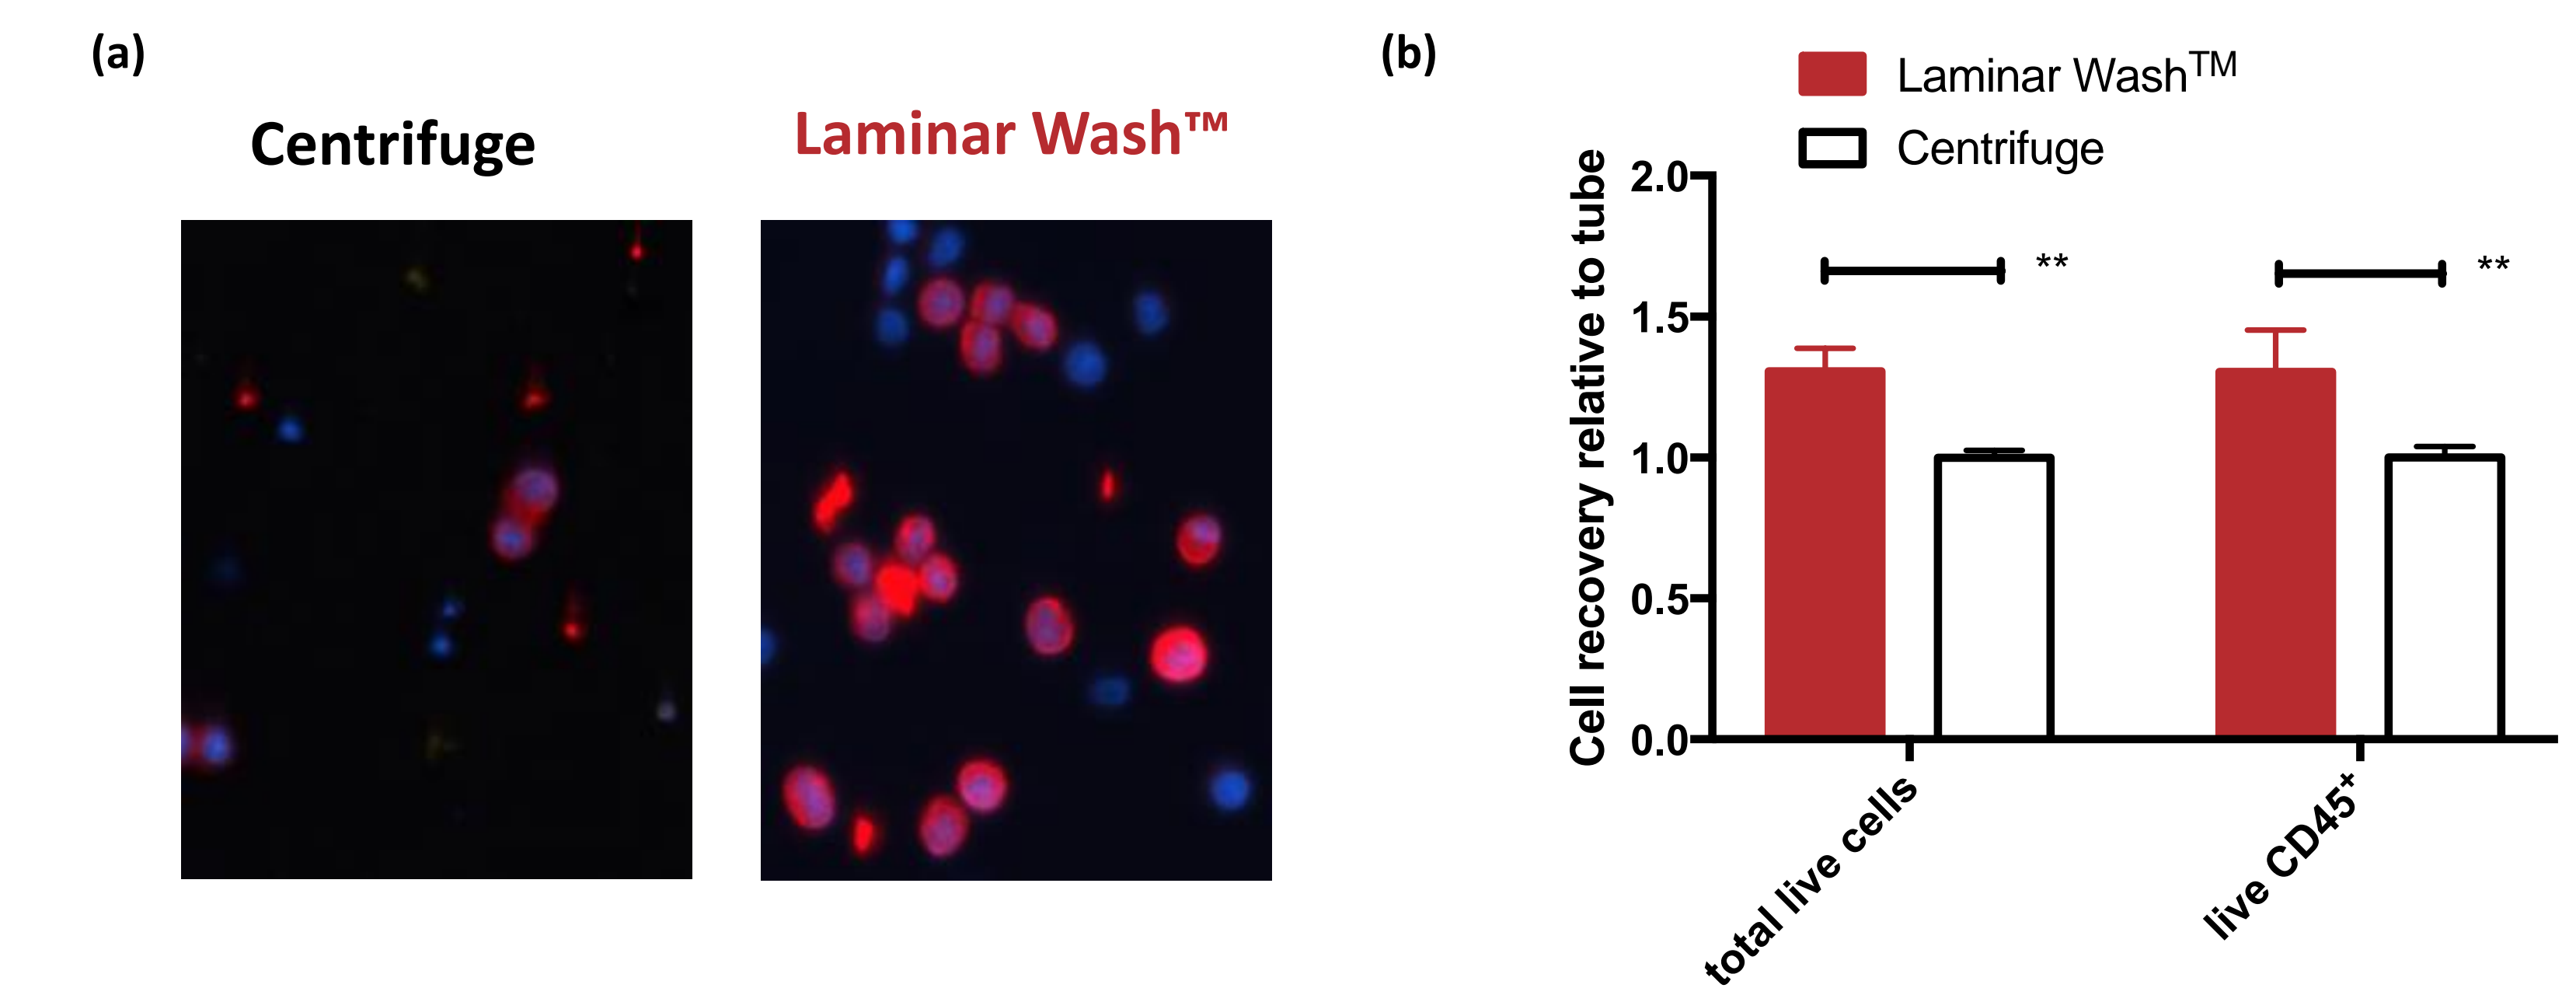 (a)
Centrifuge
Laminar Wash™
(b)
Laminar Wash™
Centrifuge
Cell recovery relative to tube
2.0
1.5
1.0
0.5
0.0
**
**
total live cells
live CD45⁺